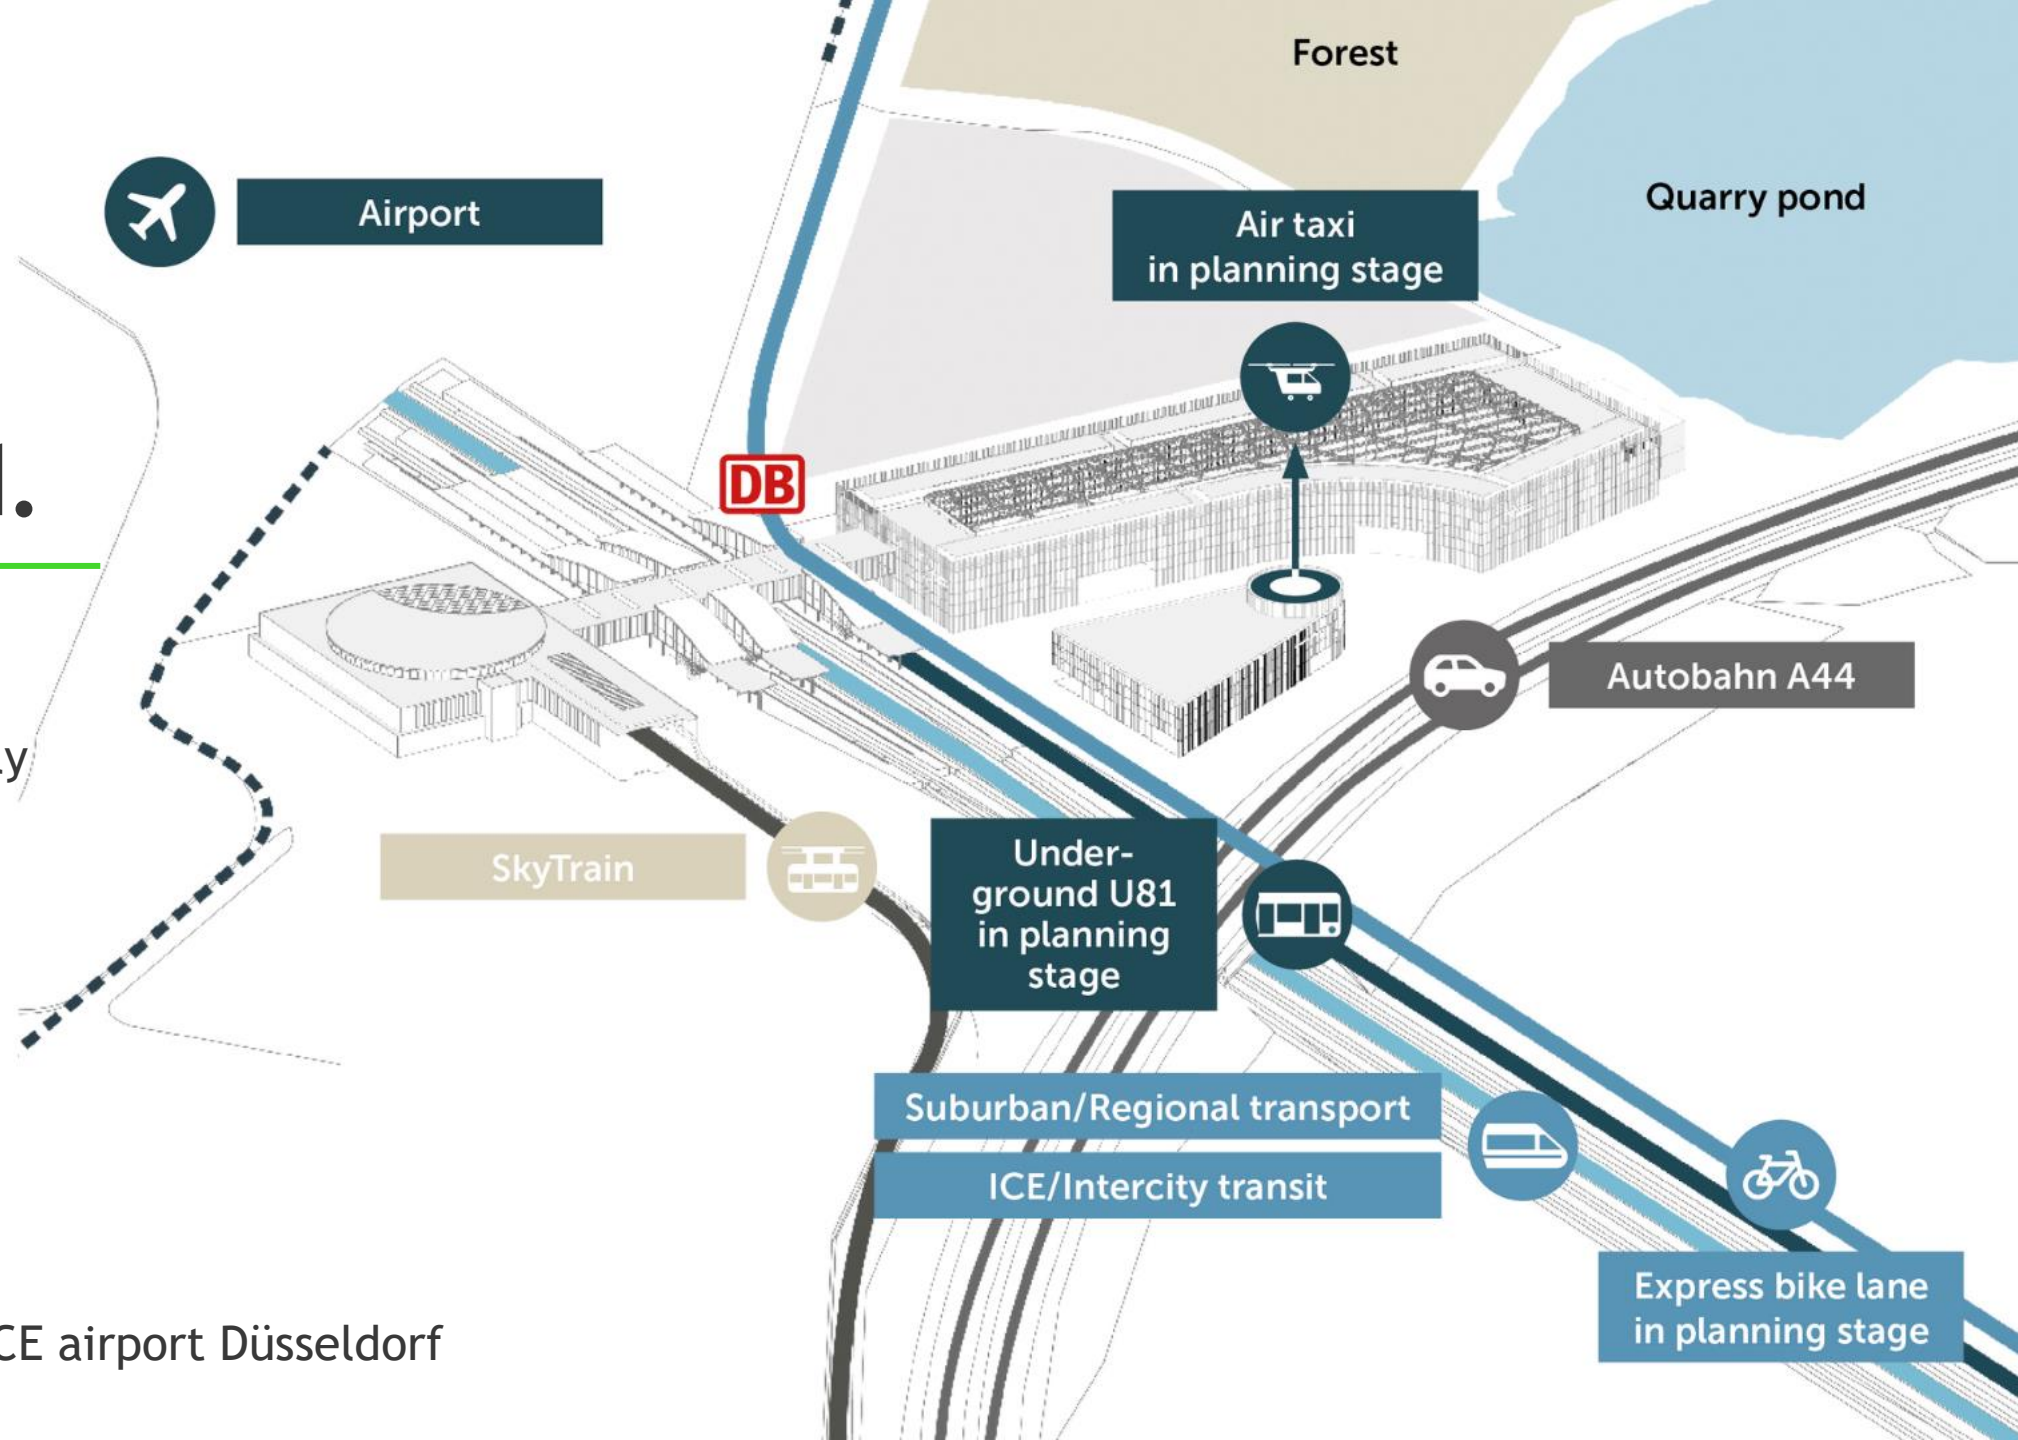 Forest
Quarry pond
Airport
Air taxi
in planning stage
DB
Autobahn A44
SkyTrain
Under-
ground U81
in planning
stage
Suburban/Regional transport
ICE/Intercity transit
Express bike lane
in planning stage
airport Düsseldorf